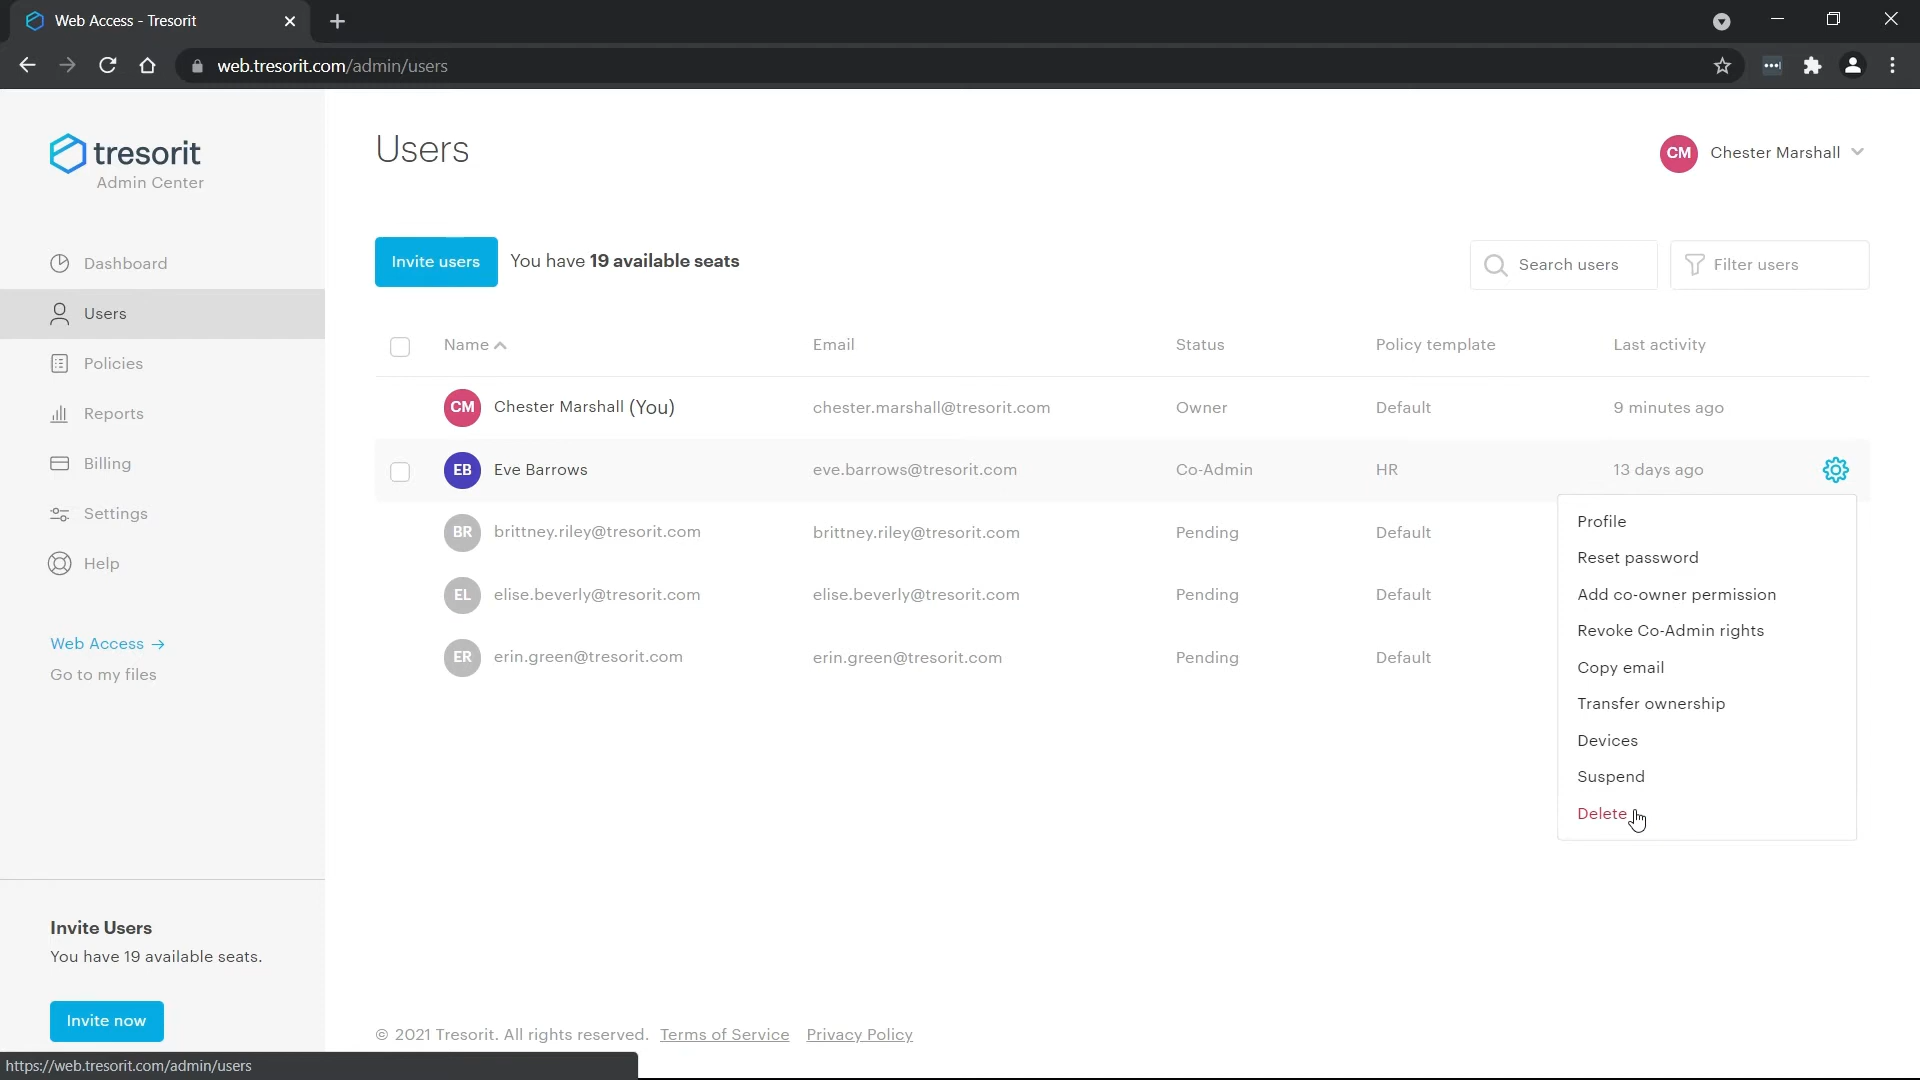 Web Access - Tresorit
web.tresorit.com/admin/users
tresorit
Admin Center
Dashboard
Users
Policies
Reports
Billing
Settings
Help
Web Access →
Go to my files
Invite Users
You have 19 available seats.
Invite now
Users
CM Chester Marshall
Invite users You have 19 available seats
Search users Filter users
Name Email Status Policy template Last activity
CM Chester Marshall (You) chester.marshall@tresorit.com Owner Default 9 minutes ago
EB Eve Barrows eve.barrows@tresorit.com Co-Admin HR 13 days ago
BR brittney.riley@tresorit.com brittney.riley@tresorit.com Pending Default
EL elise.beverly@tresorit.com elise.beverly@tresorit.com Pending Default
ER erin.green@tresorit.com erin.green@tresorit.com Pending Default
Profile
Reset password
Add co-owner permission
Revoke Co-Admin rights
Copy email
Transfer ownership
Devices
Suspend
Delete
© 2021 Tresorit. All rights reserved. Terms of Service Privacy Policy
https://web.tresorit.com/admin/users